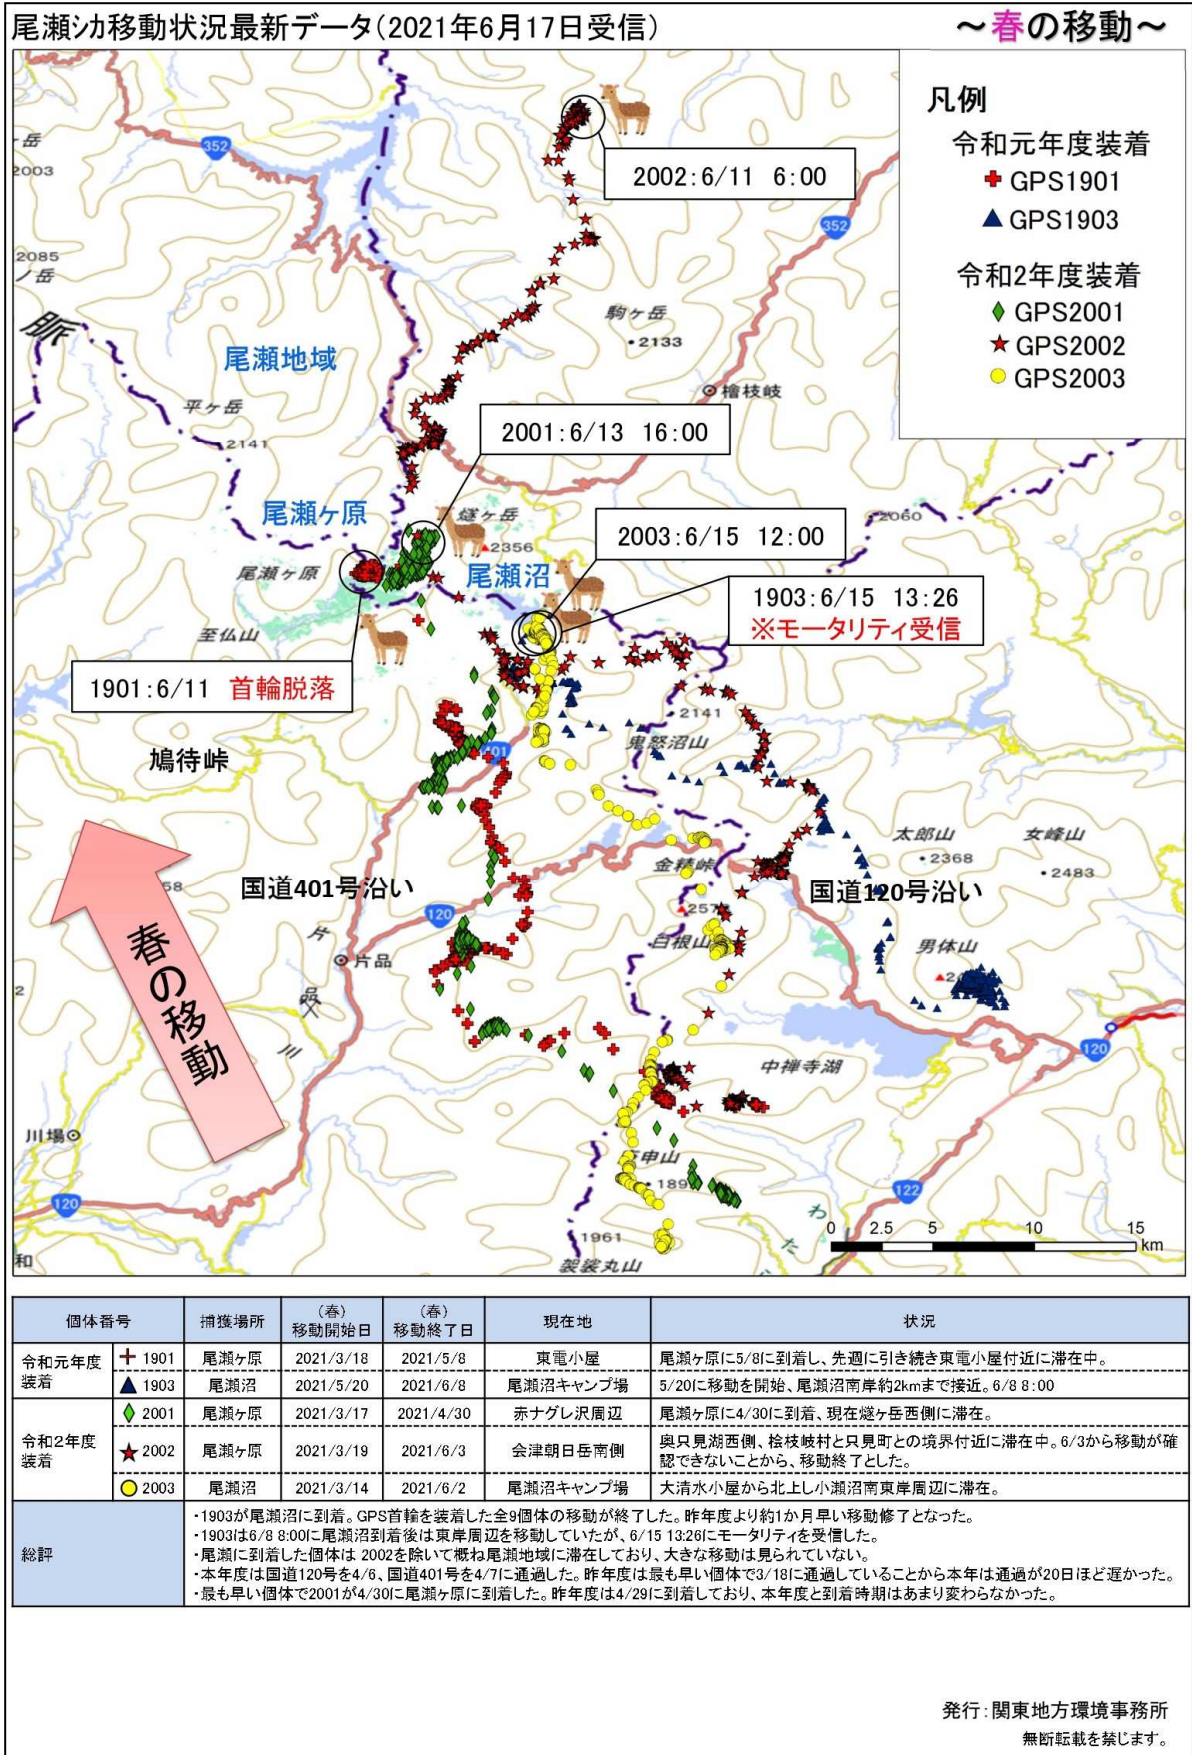 尾瀬シカ移動状況最新データ(2021年6月17日受信)
～春の移動～
凡例
令和元年度装着
GPS1901
GPS1903
令和2年度装着
GPS2001
GPS2002
GPS2003
2002:6/11 6:00
352
352
岳
2003
2085
ノ岳
脈
駒ヶ岳
2133
尾瀬地域
平ヶ岳
2141
檜枝岐
2001:6/13 16:00
尾瀬ヶ原
燧ヶ岳
2356
2060
2003:6/15 12:00
尾瀬ヶ原
尾瀬沼
1903:6/15 13:26
※モータリティ受信
至仏山
1901:6/11 首輪脱落
2141
鬼怒沼山
鳩待峠
401
太郎山
2368
女峰山
2483
金精峠
58
国道401号沿い
国道120号沿い
120
257
白根山
男体山
片
片品
品
川
2
春の移動
中禅寺湖
120
川場
申山
189
122
120
わ
た
1961
袈裟丸山
和
0 2.5 5 10 15
km
個体番号 捕獲場所 (春)移動開始日 (春)移動終了日 現在地 状況
令和元年度装着 1901 尾瀬ヶ原 2021/3/18 2021/5/8 東電小屋 尾瀬ヶ原に5/8に到着し、先週に引き続き東電小屋付近に滞在中。
1903 尾瀬沼 2021/5/20 2021/6/8 尾瀬沼キャンプ場 5/20に移動を開始、尾瀬沼南岸約2kmまで接近。6/8 8:00
令和2年度装着 2001 尾瀬ヶ原 2021/3/17 2021/4/30 赤ナグレ沢周辺 尾瀬ヶ原に4/30に到着、現在燧ヶ岳西側に滞在。
2002 尾瀬ヶ原 2021/3/19 2021/6/3 会津朝日岳南側 奥只見湖西側、桧枝岐村と只見町との境界付近に滞在中。6/3から移動が確
認できないことから、移動終了とした。
2003 尾瀬沼 2021/3/14 2021/6/2 尾瀬沼キャンプ場 大清水小屋から北上し小瀬沼南東岸周辺に滞在。
総評
・1903が尾瀬沼に到着。GPS首輪を装着した全9個体の移動が終了した。昨年度より約1か月早い移動修了となった。
・1903は6/8 8:00に尾瀬沼到着後は東岸周辺を移動していたが、6/15 13:26にモータリティを受信した。
・尾瀬に到着した個体は 2002を除いて概ね尾瀬地域に滞在しており、大きな移動は見られていない。
・本年度は国道120号を4/6、国道401号を4/7に通過した。昨年度は最も早い個体で3/18に通過していることから本年は通過が20日ほど遅かった。
・最も早い個体で2001が4/30に尾瀬ヶ原に到着した。昨年度は4/29に到着しており、本年度と到着時期はあまり変わらなかった。
発行:関東地方環境事務所
無断転載を禁じます。